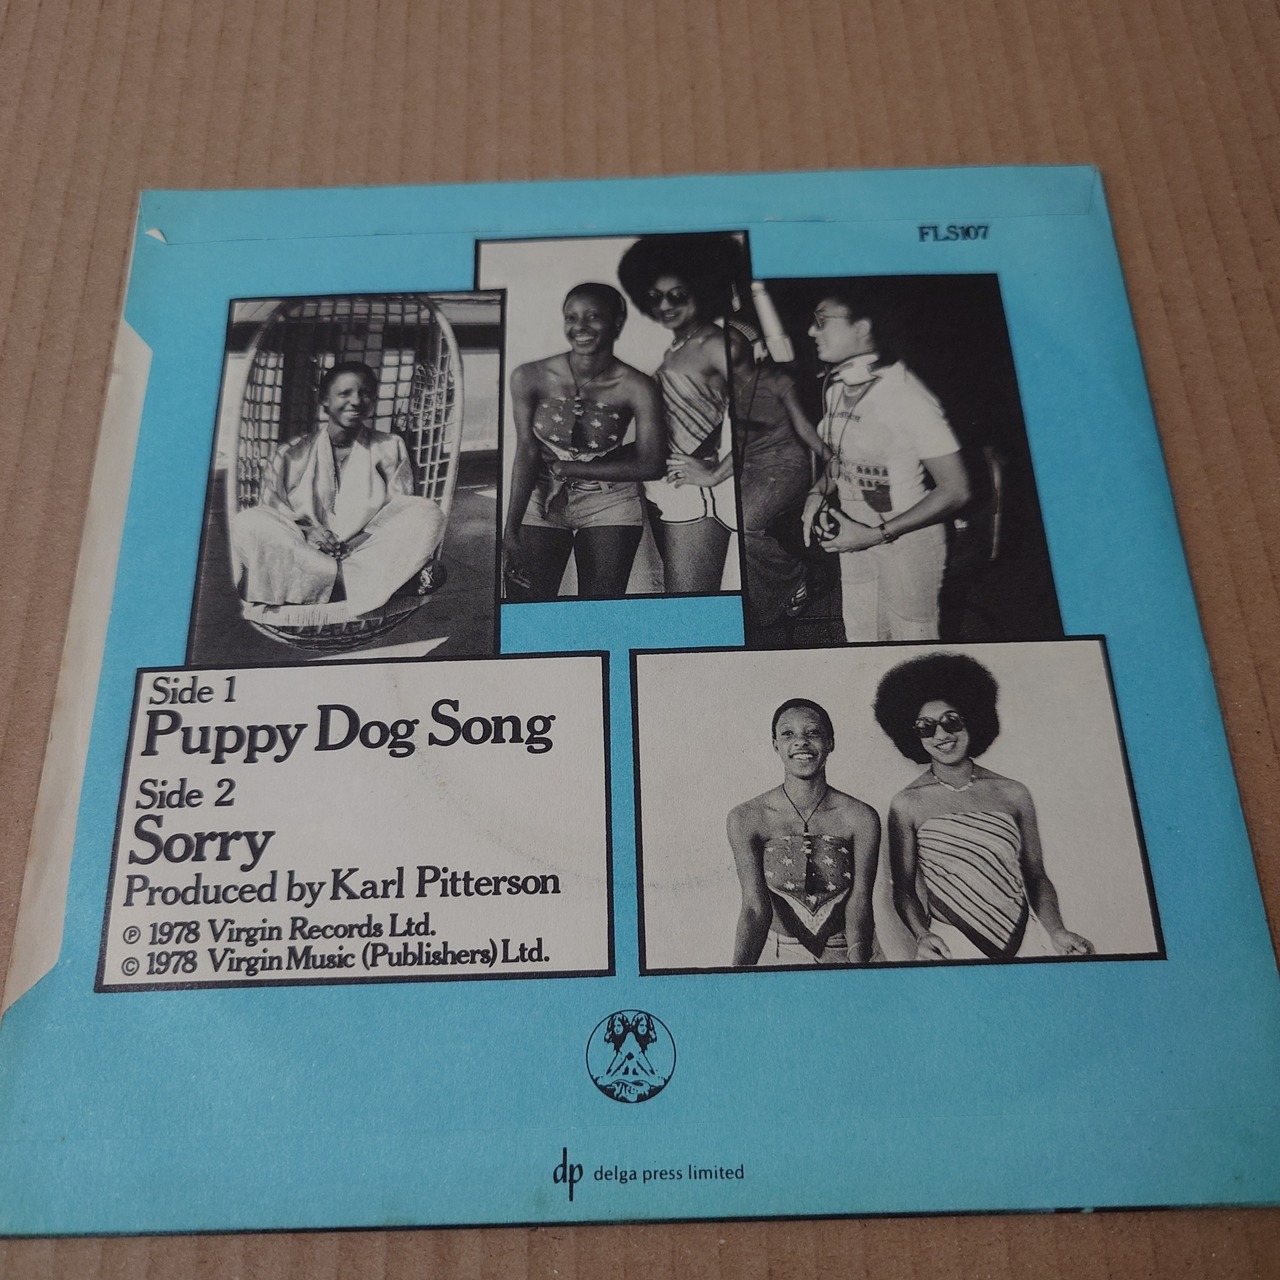 FLS107
Side 1
Puppy Dog Song
Side 2
Sorry
Produced by Karl Pitterson
℗ 1978 Virgin Records Ltd.
© 1978 Virgin Music (Publishers) Ltd.
Virgin
dp delga press limited